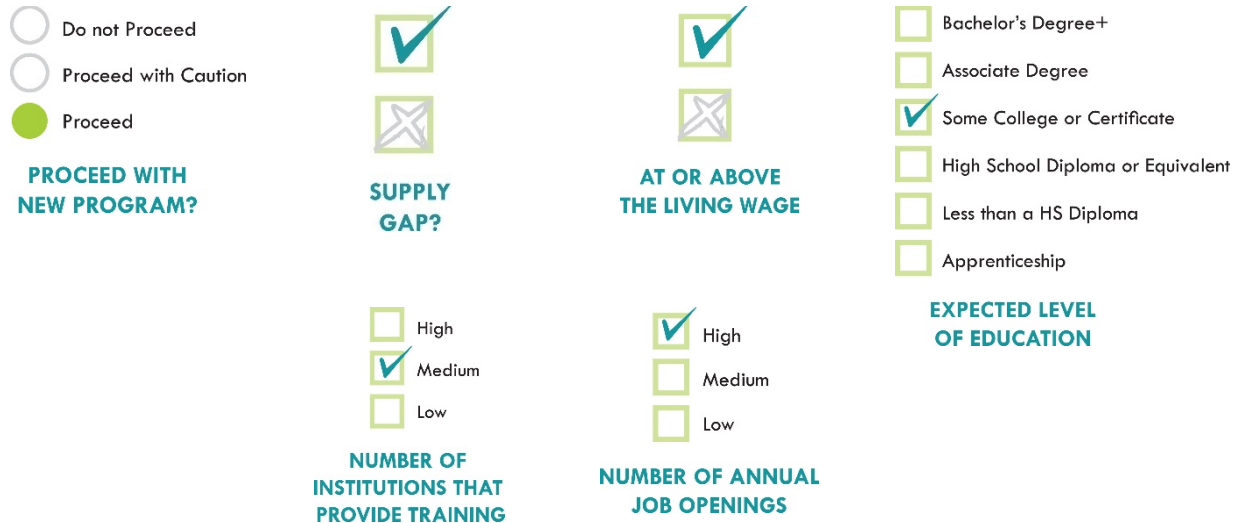 Do not Proceed
Proceed with Caution
Proceed
PROCEED WITH
NEW PROGRAM?
SUPPLY
GAP?
AT OR ABOVE
THE LIVING WAGE
Bachelor's Degree+
Associate Degree
Some College or Certificate
High School Diploma or Equivalent
Less than a HS Diploma
Apprenticeship
EXPECTED LEVEL
OF EDUCATION
High
Medium
Low
NUMBER OF
INSTITUTIONS THAT
PROVIDE TRAINING
High
Medium
Low
NUMBER OF ANNUAL
JOB OPENINGS